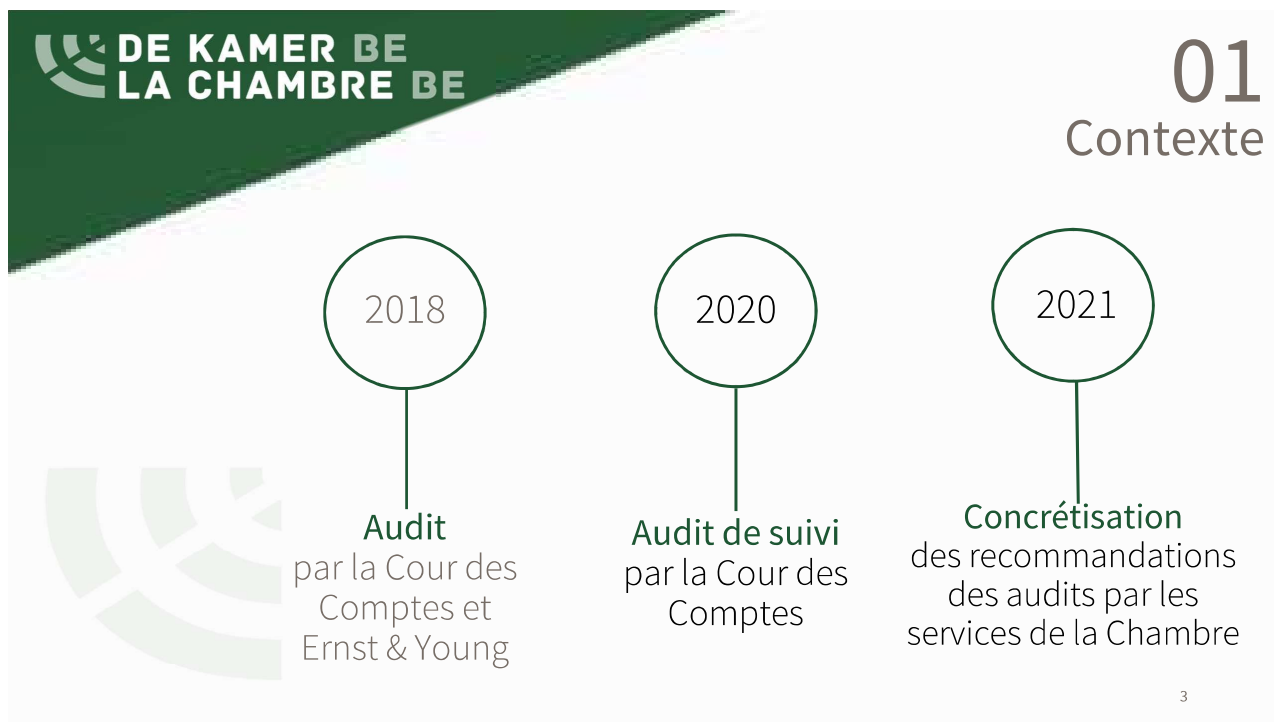 DE KAMER BE
LA CHAMBRE BE
01
Contexte
2018
Audit
par la Cour des
Comptes et
Ernst & Young
2020
Audit de suivi
par la Cour des
Comptes
2021
Concrétisation
des recommandations
des audits par les
services de la Chambre
3